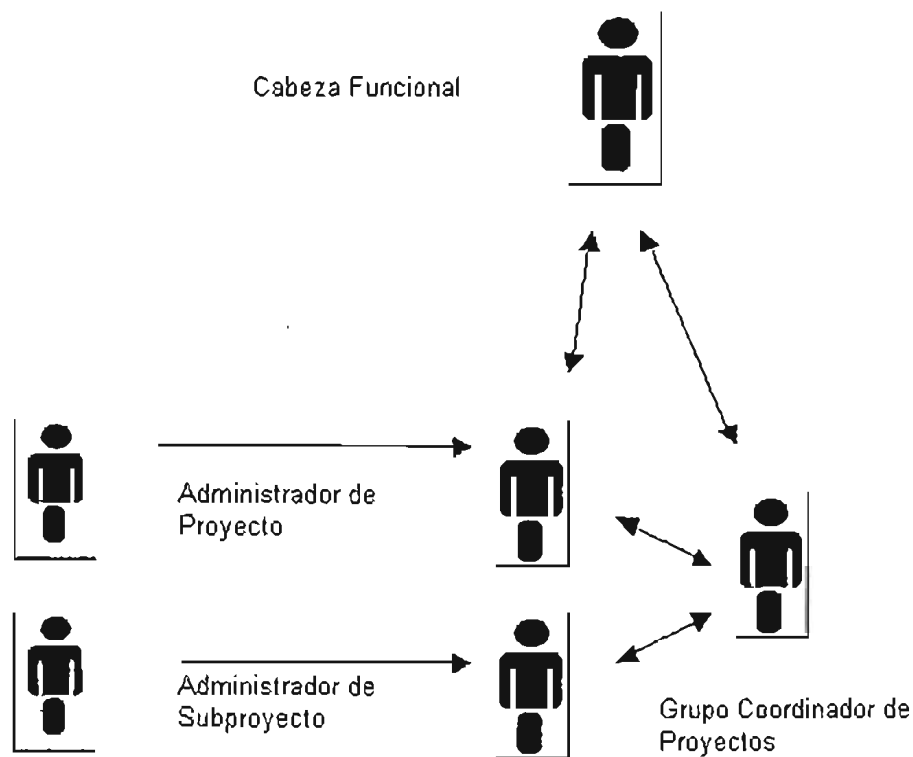 Cabeza Funcional
Administrador de
Proyecto
Administrador de
Subproyecto
Grupo Coordinador de
Proyectos